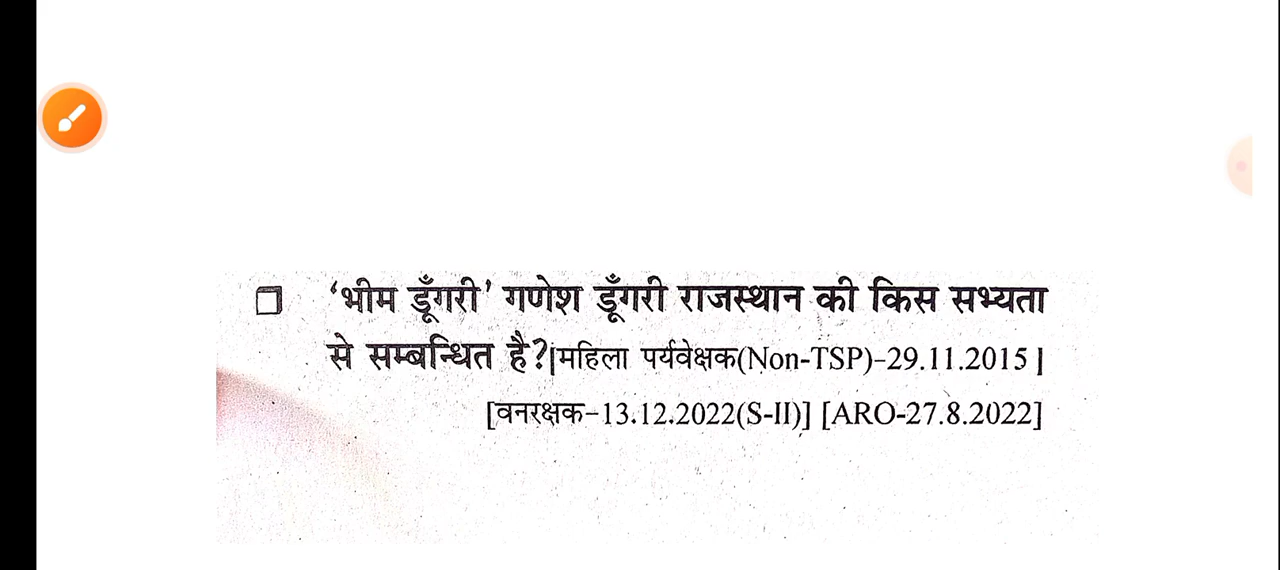 ☐ ‘भीम डूँगरी’ गणेश डूँगरी राजस्थान की किस सभ्यता
से सम्बन्धित है?[महिला पर्यवेक्षक(Non-TSP)-29.11.2015]
[वनरक्षक-13.12.2022(S-II)] [ARO-27.8.2022]